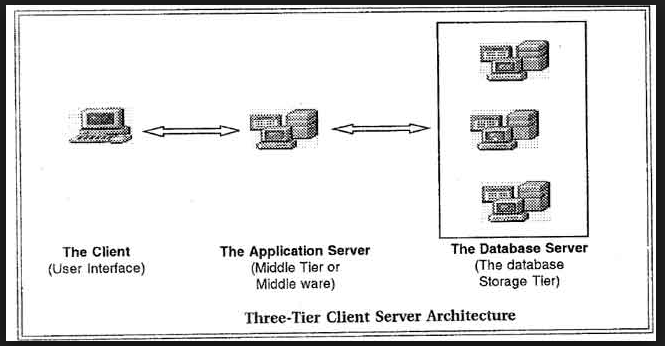 The Client
(User Interface)
The Application Server
(Middle Tier or
Middle ware)
The Database Server
(The database
Storage Tier)
Three-Tier Client Server Architecture